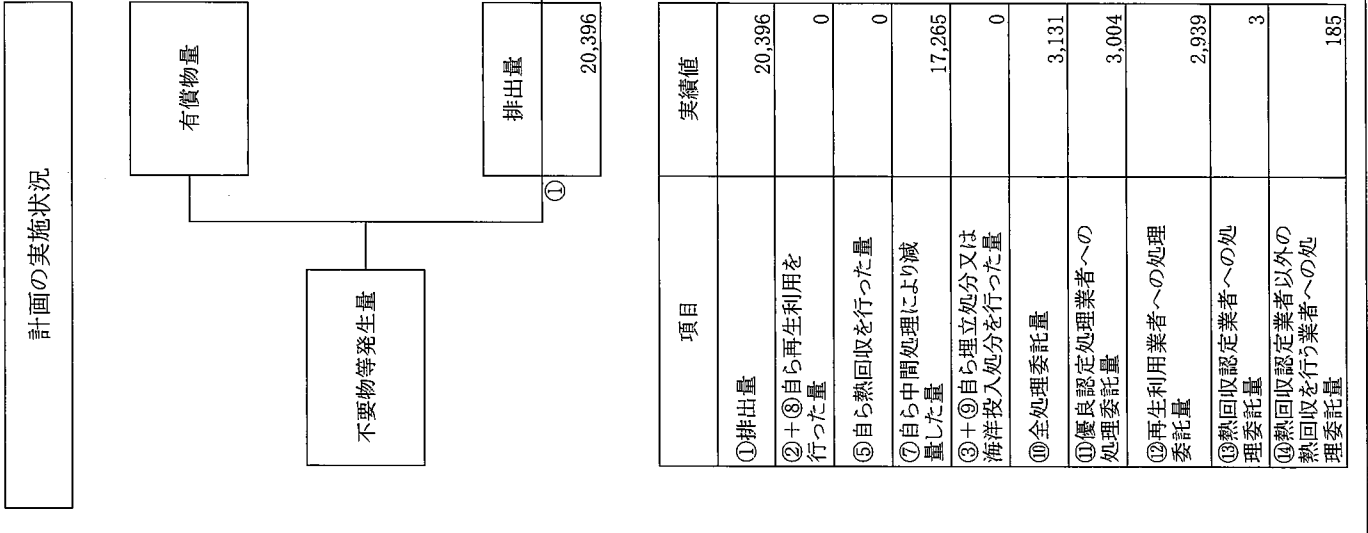 計画の実施状況
有償物量
不要物等発生量
排出量
①
20,396
項目
実績値
①排出量
20,396
②+⑧自ら再生利用を
行った量
0
⑤自ら熱回収を行った量
0
⑦自ら中間処理により減
量した量
17,265
③+⑨自ら埋立処分又は
海洋投入処分を行った量
0
⑩全処理委託量
3,131
⑪優良認定処理業者への
処理委託量
3,004
⑫再生利用業者への処理
委託量
2,939
⑬熱回収認定業者への処
理委託量
3
⑭熱回収認定業者以外の
熱回収を行う業者への処
理委託量
185